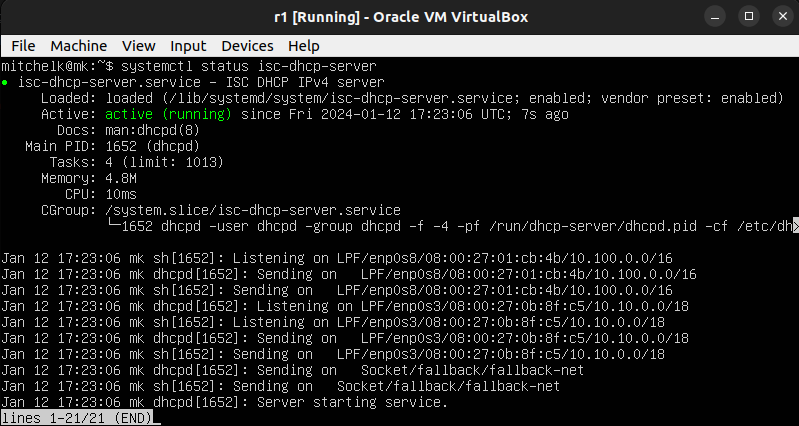 r1 [Running] - Oracle VM VirtualBox
File Machine View Input Devices Help
mitchelk@mk:~$ systemctl status isc-dhcp-server
● isc-dhcp-server.service - ISC DHCP IPv4 server
     Loaded: loaded (/lib/systemd/system/isc-dhcp-server.service; enabled; vendor preset: enabled)
     Active: active (running) since Fri 2024-01-12 17:23:06 UTC; 7s ago
       Docs: man:dhcpd(8)
   Main PID: 1652 (dhcpd)
      Tasks: 4 (limit: 1013)
     Memory: 4.8M
        CPU: 10ms
     CGroup: /system.slice/isc-dhcp-server.service
             └─1652 dhcpd -user dhcpd -group dhcpd -f -4 -pf /run/dhcp-server/dhcpd.pid -cf /etc/dh>
Jan 12 17:23:06 mk sh[1652]: Listening on LPF/enp0s8/08:00:27:01:cb:4b/10.100.0.0/16
Jan 12 17:23:06 mk dhcpd[1652]: Sending on   LPF/enp0s8/08:00:27:01:cb:4b/10.100.0.0/16
Jan 12 17:23:06 mk sh[1652]: Sending on   LPF/enp0s8/08:00:27:01:cb:4b/10.100.0.0/16
Jan 12 17:23:06 mk dhcpd[1652]: Listening on LPF/enp0s3/08:00:27:0b:8f:c5/10.10.0.0/18
Jan 12 17:23:06 mk sh[1652]: Listening on LPF/enp0s3/08:00:27:0b:8f:c5/10.10.0.0/18
Jan 12 17:23:06 mk dhcpd[1652]: Sending on   LPF/enp0s3/08:00:27:0b:8f:c5/10.10.0.0/18
Jan 12 17:23:06 mk sh[1652]: Sending on   LPF/enp0s3/08:00:27:0b:8f:c5/10.10.0.0/18
Jan 12 17:23:06 mk dhcpd[1652]: Sending on   Socket/fallback/fallback-net
Jan 12 17:23:06 mk sh[1652]: Sending on   Socket/fallback/fallback-net
Jan 12 17:23:06 mk dhcpd[1652]: Server starting service.
lines 1-21/21 (END)